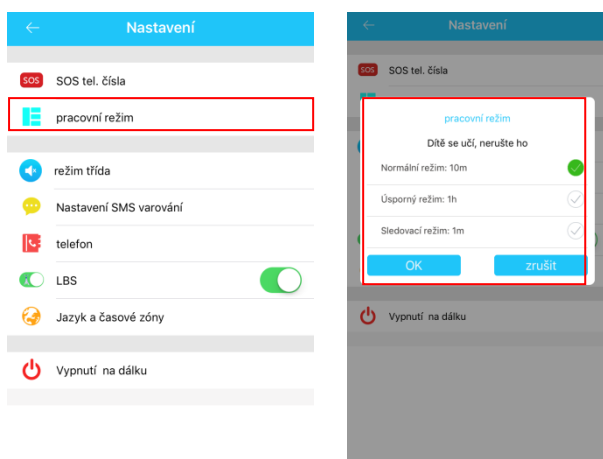 Nastavení
SOS SOS tel. čísla
pracovní režim
režim třída
Nastavení SMS varování
telefon
LBS
Jazyk a časové zóny
Vypnutí na dálku
Nastavení
SOS SOS tel. čísla
pracovní režim
Dítě se učí, nerušte ho
Normální režim: 10m
Úsporný režim: 1h
Sledovací režim: 1m
OK zrušit
Vypnutí na dálku